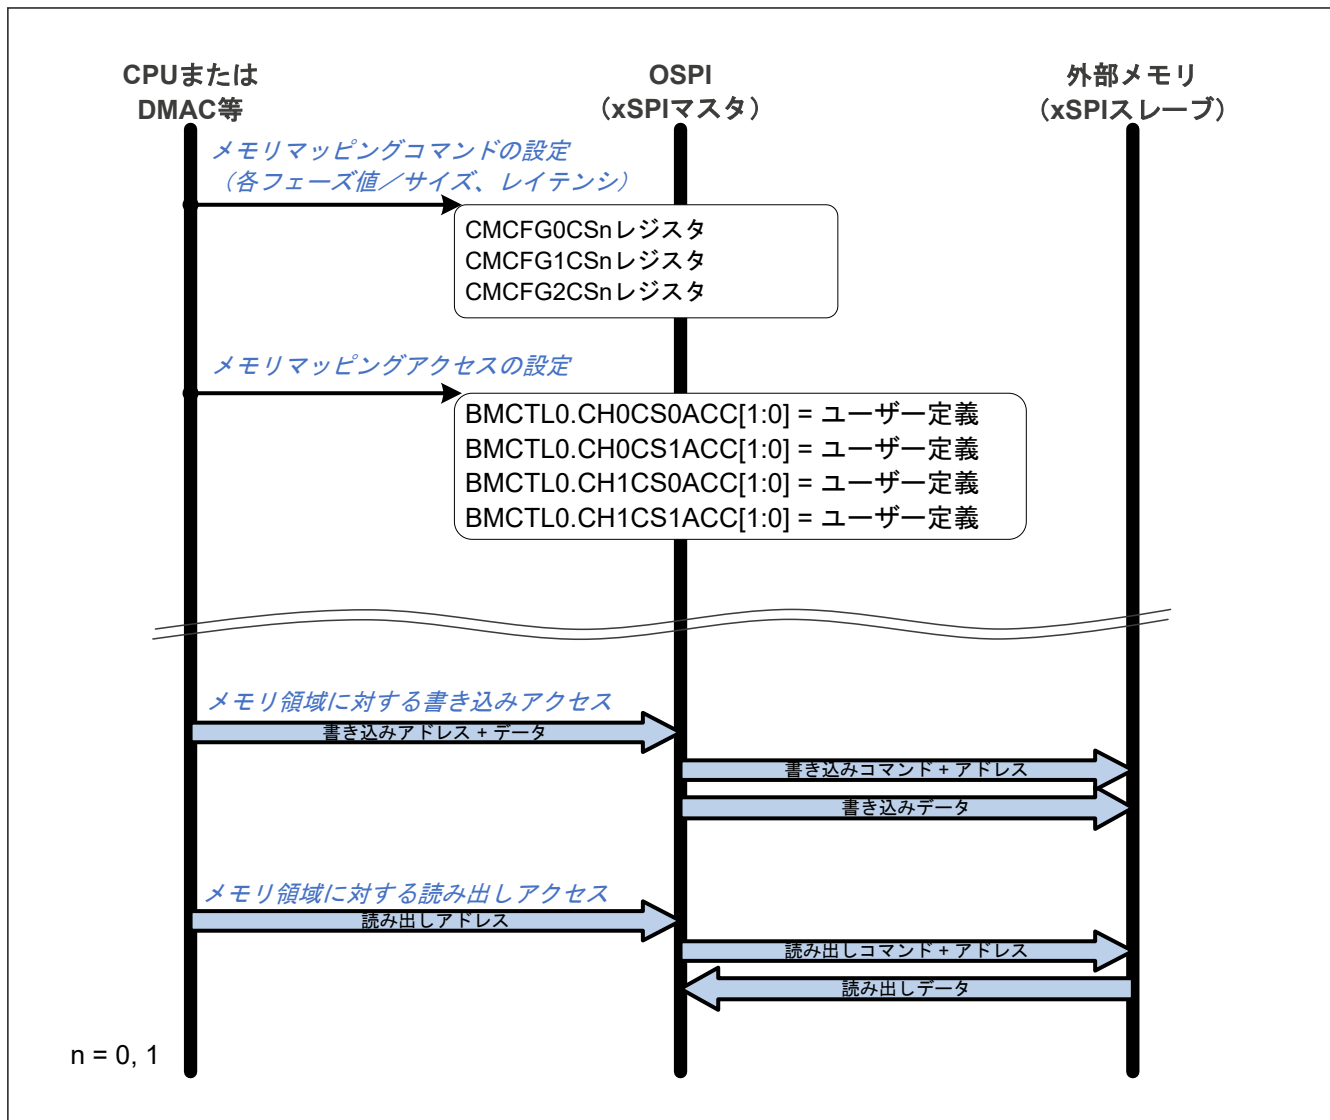 CPUまたは
DMAC等
OSPI
（xSPIマスタ）
外部メモリ
（xSPIスレーブ）
メモリマッピングコマンドの設定
（各フェーズ値／サイズ、レイテンシ）
CMCFG0CSnレジスタ
CMCFG1CSnレジスタ
CMCFG2CSnレジスタ
メモリマッピングアクセスの設定
BMCTL0.CH0CS0ACC[1:0] = ユーザー定義
BMCTL0.CH0CS1ACC[1:0] = ユーザー定義
BMCTL0.CH1CS0ACC[1:0] = ユーザー定義
BMCTL0.CH1CS1ACC[1:0] = ユーザー定義
メモリ領域に対する書き込みアクセス
書き込みアドレス + データ
書き込みコマンド + アドレス
書き込みデータ
メモリ領域に対する読み出しアクセス
読み出しアドレス
読み出しコマンド + アドレス
読み出しデータ
n = 0, 1